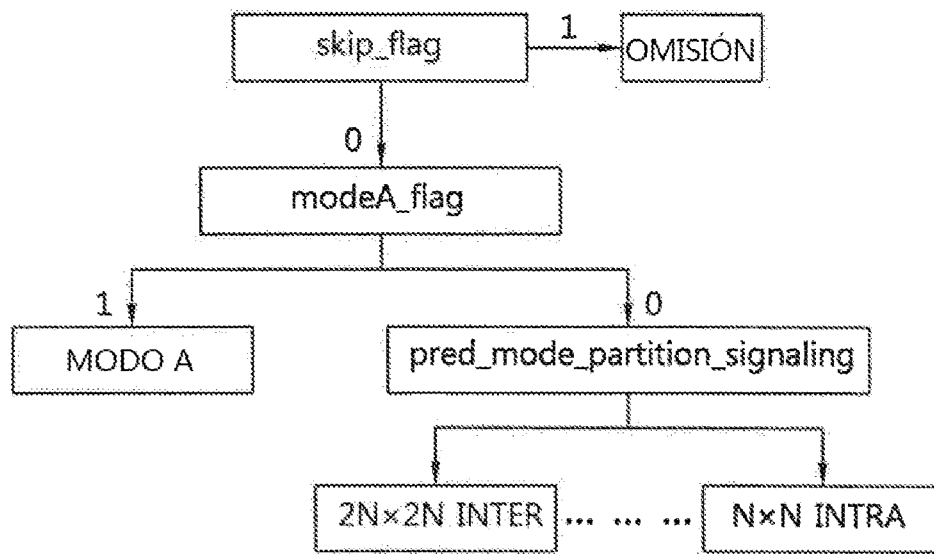 skip_flag
1
OMISIÓN
0
modeA_flag
1
0
MODO A
pred_mode_partition_signaling
2N×2N INTER
... ... ...
N×N INTRA